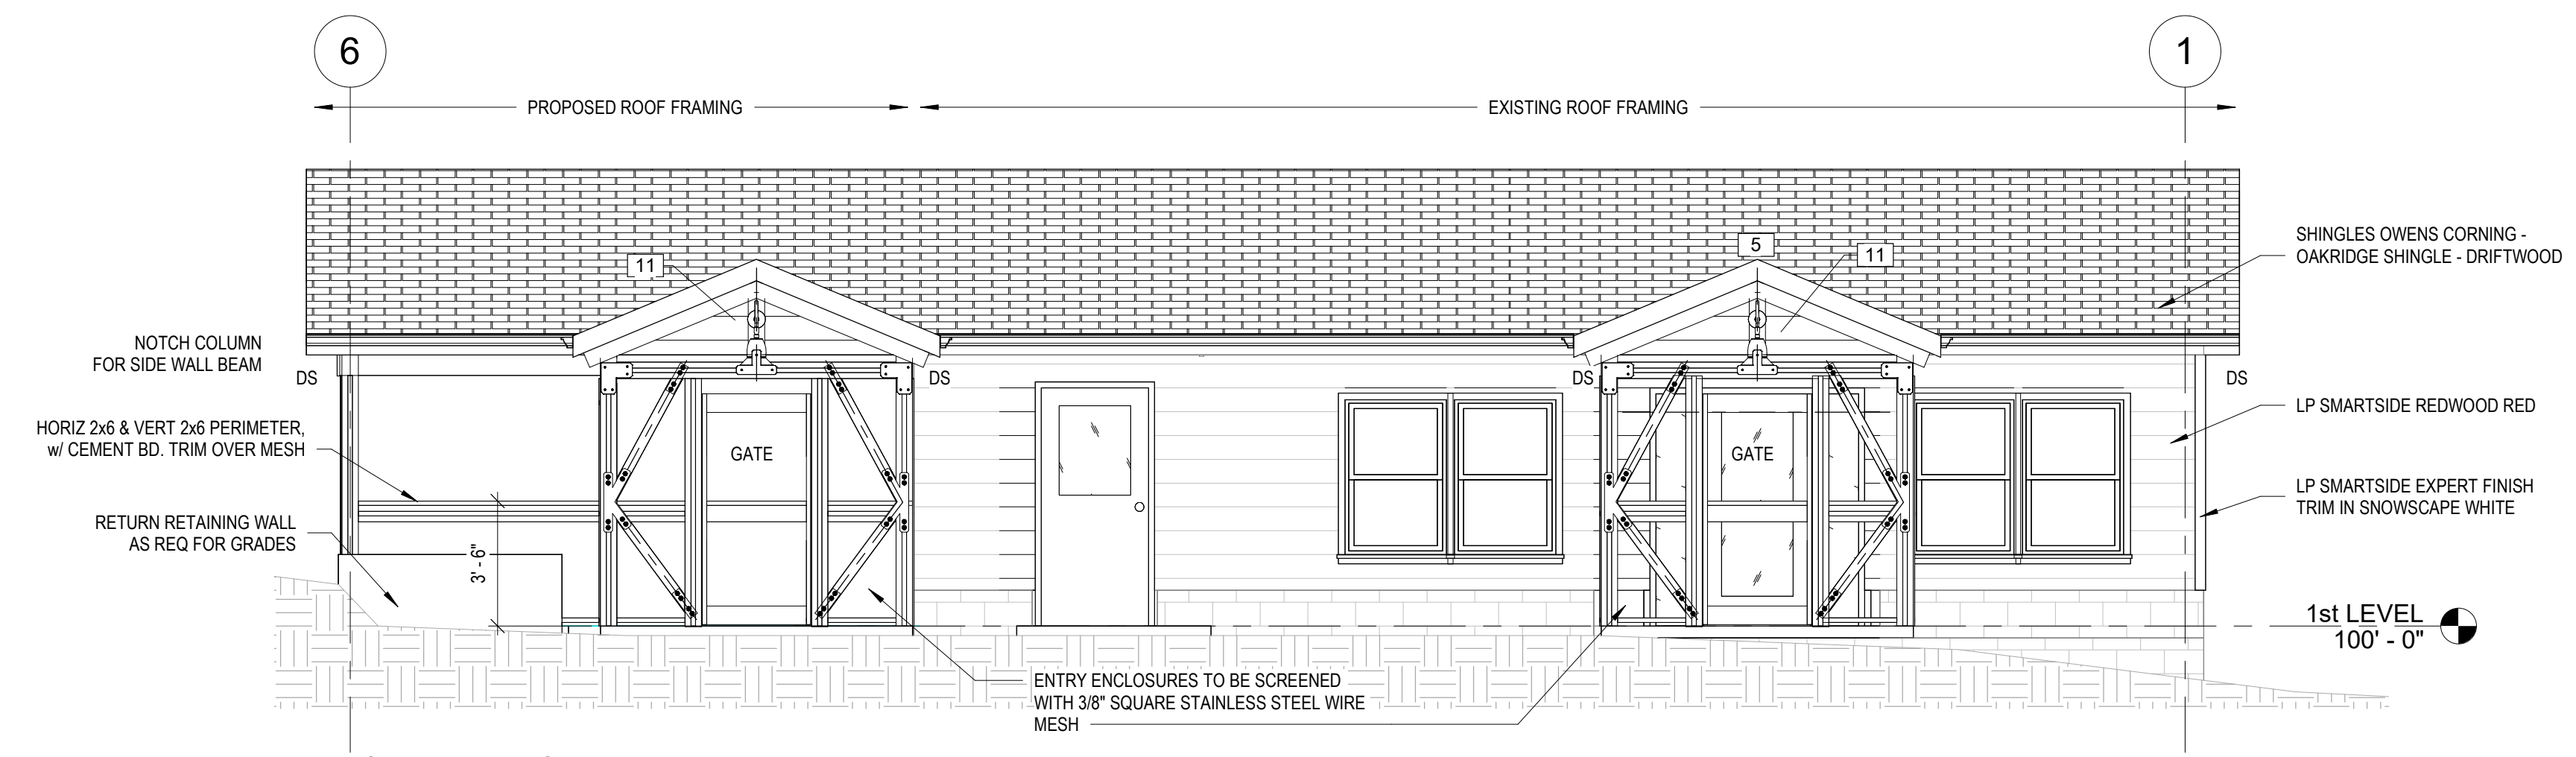 6
1
PROPOSED ROOF FRAMING
EXISTING ROOF FRAMING
SHINGLES OWENS CORNING -
OAKRIDGE SHINGLE - DRIFTWOOD
5
11
11
NOTCH COLUMN
FOR SIDE WALL BEAM
DS
DS
DS
DS
LP SMARTSIDE REDWOOD RED
HORIZ 2x6 & VERT 2x6 PERIMETER,
w/ CEMENT BD. TRIM OVER MESH
GATE
GATE
LP SMARTSIDE EXPERT FINISH
TRIM IN SNOWSCAPE WHITE
RETURN RETAINING WALL
AS REQ FOR GRADES
3' - 6"
1st LEVEL
100' - 0"
ENTRY ENCLOSURES TO BE SCREENED
WITH 3/8" SQUARE STAINLESS STEEL WIRE
MESH